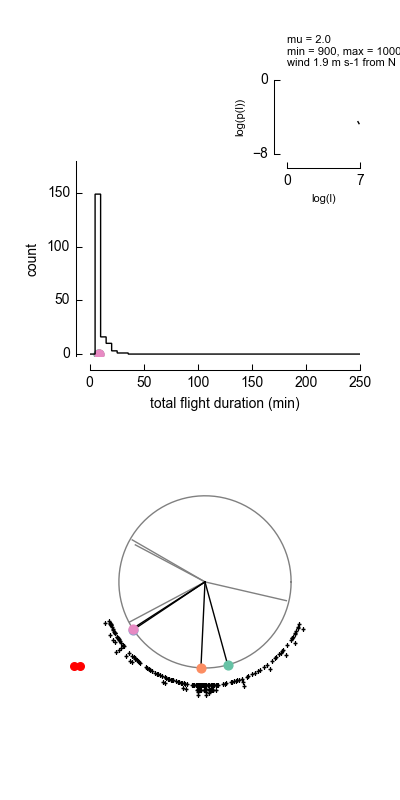 mu = 2.0
min = 900, max = 1000
wind 1.9 m s-1 from N
0
log(p(l))
−8
0 7
log(l)
150
100
count
50
0
0 50 100 150 200 250
total flight duration (min)